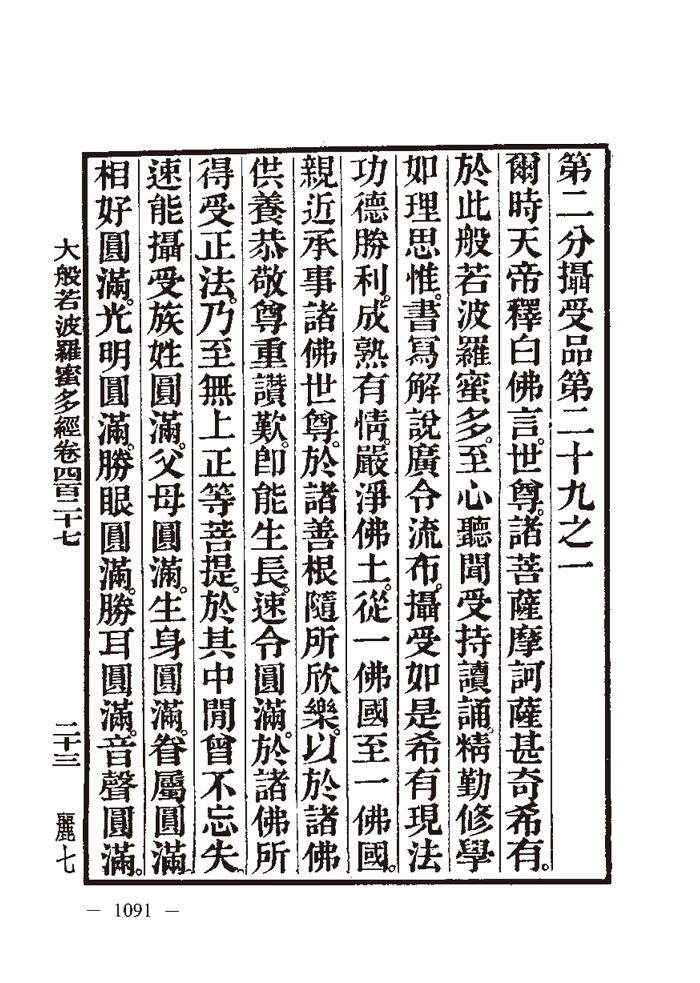 第二分攝受品第二十九之一
爾時天帝釋白佛言。世尊。諸菩薩摩訶薩甚奇希有。
於此般若波羅蜜多。至心聽聞受持讀誦。精勤修學
如理思惟。書寫解說廣令流布。攝受如是希有現法
功德勝利。成熟有情。嚴淨佛土。從一佛國至一佛國。
親近承事諸佛世尊。於諸善根隨所欣樂。以於諸佛
供養恭敬尊重讚歎。卽能生長。速令圓滿。於諸佛所
得受正法。乃至無上正等菩提。於其中閒曾不忘失
速能攝受族姓圓滿。父母圓滿。生身圓滿。眷屬圓滿
相好圓滿。光明圓滿。勝眼圓滿。勝耳圓滿。音聲圓滿。
大般若波羅蜜多經卷四百二十七 二十三 麗七
— 1091 —